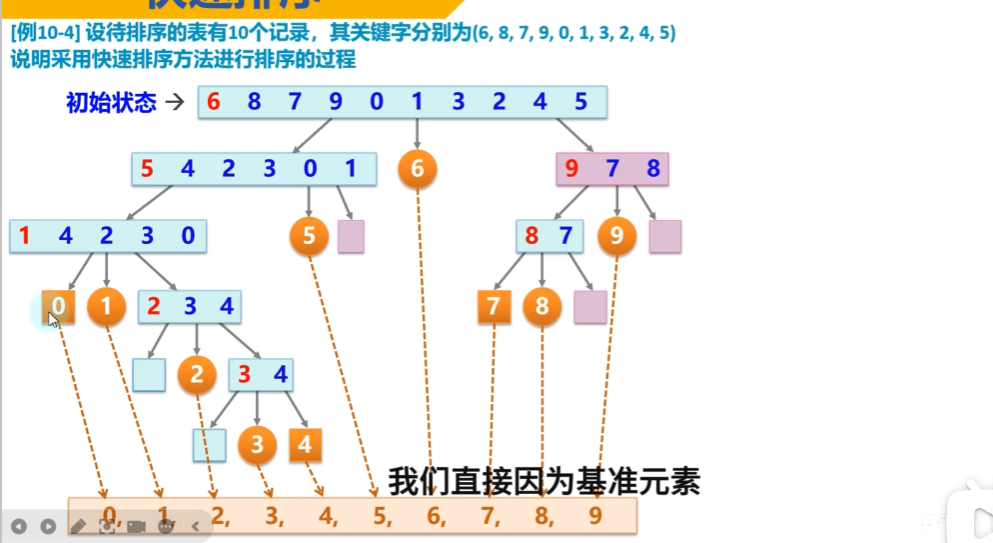 快速排序
[例10-4] 设待排序的表有10个记录，其关键字分别为(6, 8, 7, 9, 0, 1, 3, 2, 4, 5)
说明采用快速排序方法进行排序的过程
初始状态 → 6 8 7 9 0 1 3 2 4 5
5 4 2 3 0 1 6 9 7 8
1 4 2 3 0 5 8 7 9
0 1 2 3 4 7 8
2 3 4
3 4
我们直接因为基准元素
0, 1, 2, 3, 4, 5, 6, 7, 8, 9